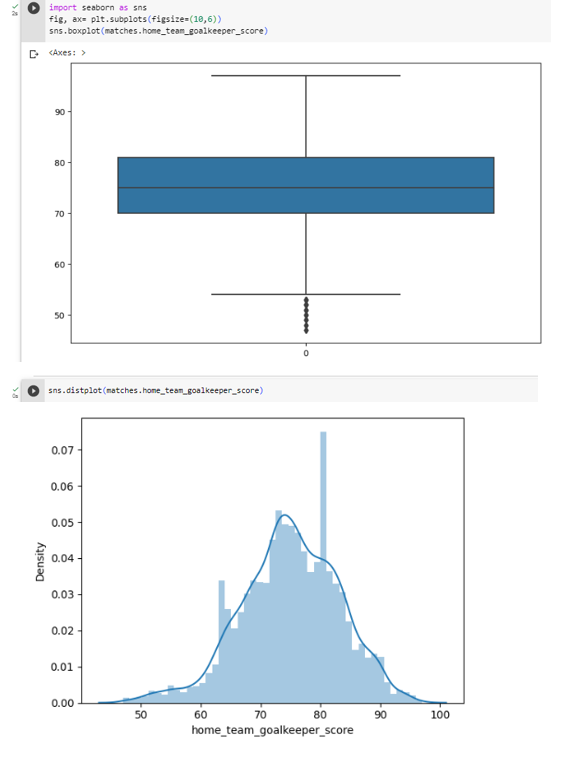 2s
import seaborn as sns
fig, ax= plt.subplots(figsize=(10,6))
sns.boxplot(matches.home_team_goalkeeper_score)
<Axes: >
90
80
70
60
50
0
0s
sns.distplot(matches.home_team_goalkeeper_score)
0.07
0.06
0.05
0.04
0.03
0.02
0.01
0.00
Density
50 60 70 80 90 100
home_team_goalkeeper_score